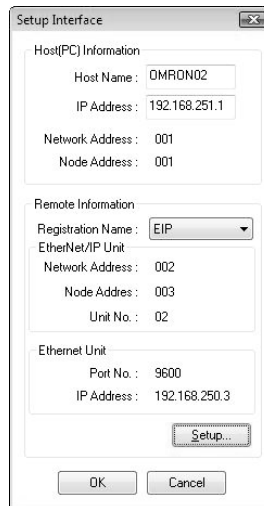 Setup Interface
Host(PC) Information
Host Name : OMRON02
IP Address : 192.168.251.1
Network Address : 001
Node Address : 001
Remote Information
Registration Name : EIP
EtherNet/IP Unit
Network Address : 002
Node Addres : 003
Unit No. : 02
Ethernet Unit
Port No. : 9600
IP Address : 192.168.250.3
Setup...
OK Cancel